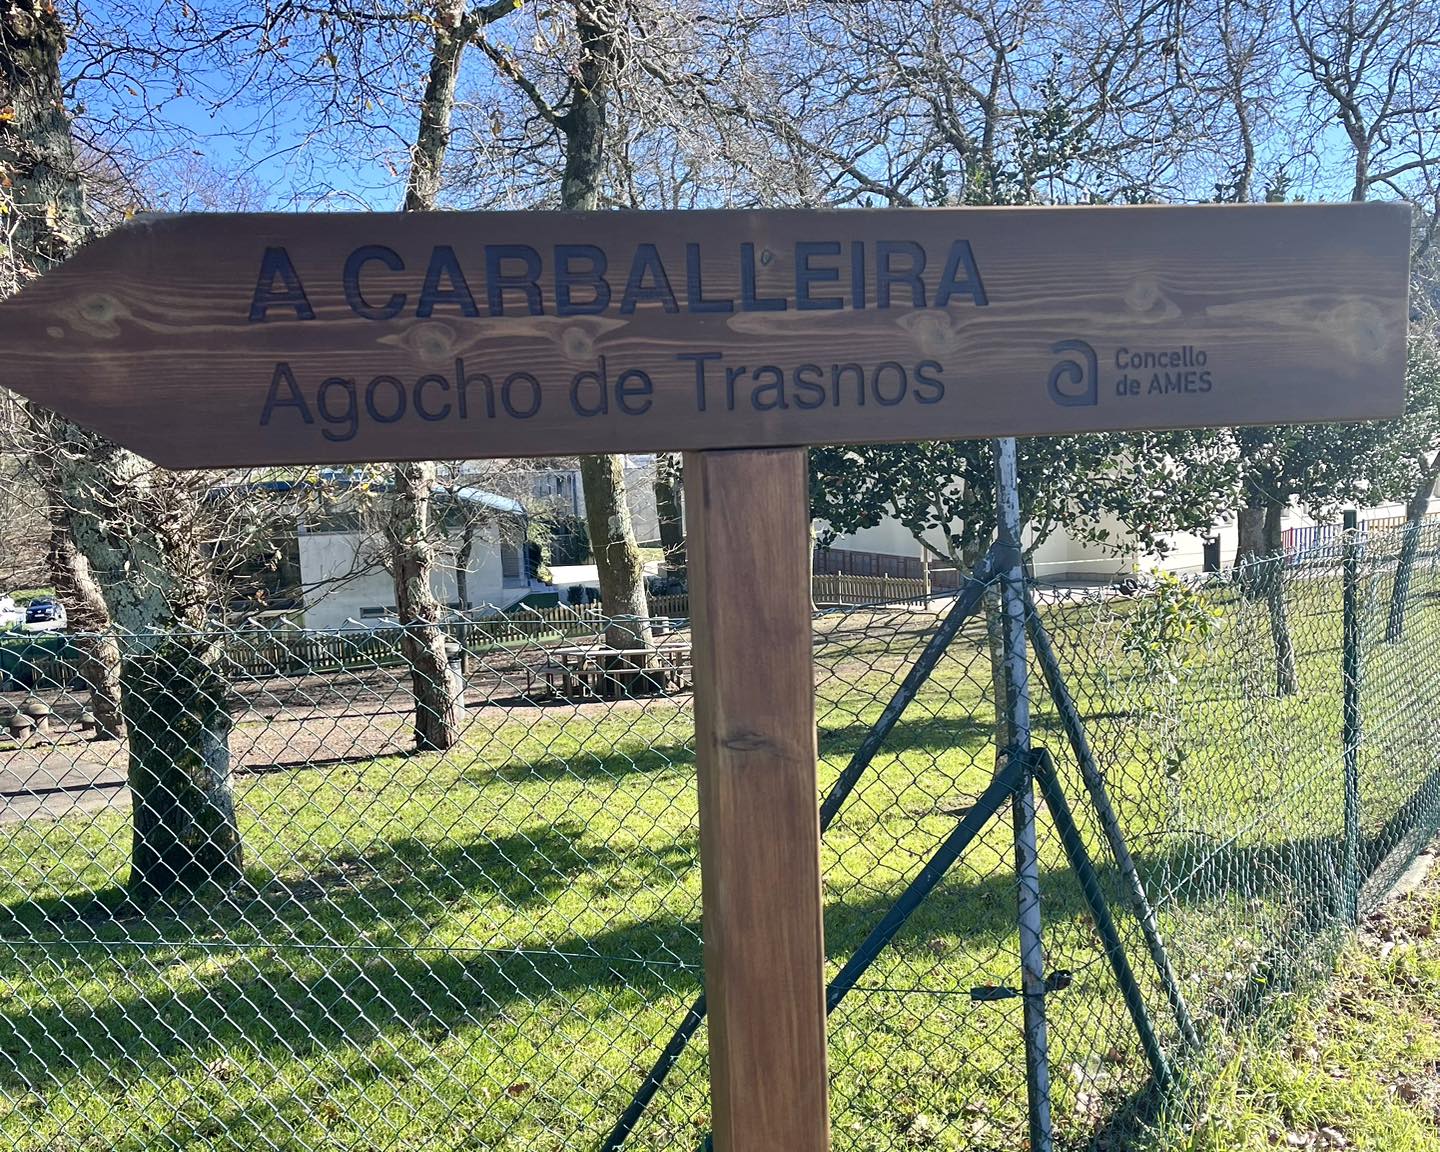 A CARBALLEIRA
Agocho de Trasnos
Concello
de AMES